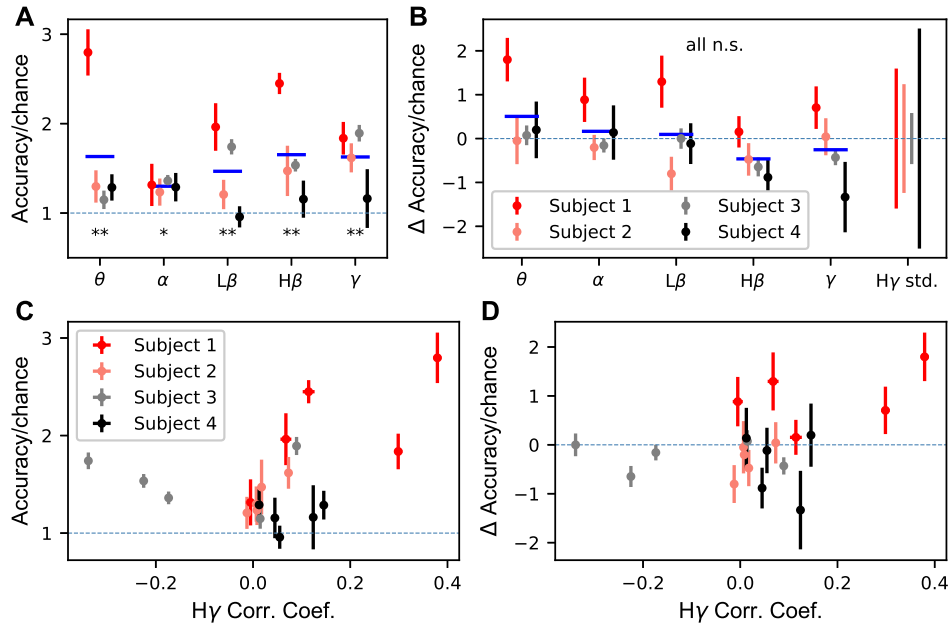 A
Accuracy/chance
3
2
1
** * ** ** **
θ α Lβ Hβ γ
B
Δ Accuracy/chance
2
1
0
−1
−2
all n.s.
Subject 1
Subject 2
Subject 3
Subject 4
θ α Lβ Hβ γ Hγ std.
C
Accuracy/chance
3
2
1
Subject 1
Subject 2
Subject 3
Subject 4
−0.2 0.0 0.2 0.4
Hγ Corr. Coef.
D
Δ Accuracy/chance
2
1
0
−1
−2
−0.2 0.0 0.2 0.4
Hγ Corr. Coef.